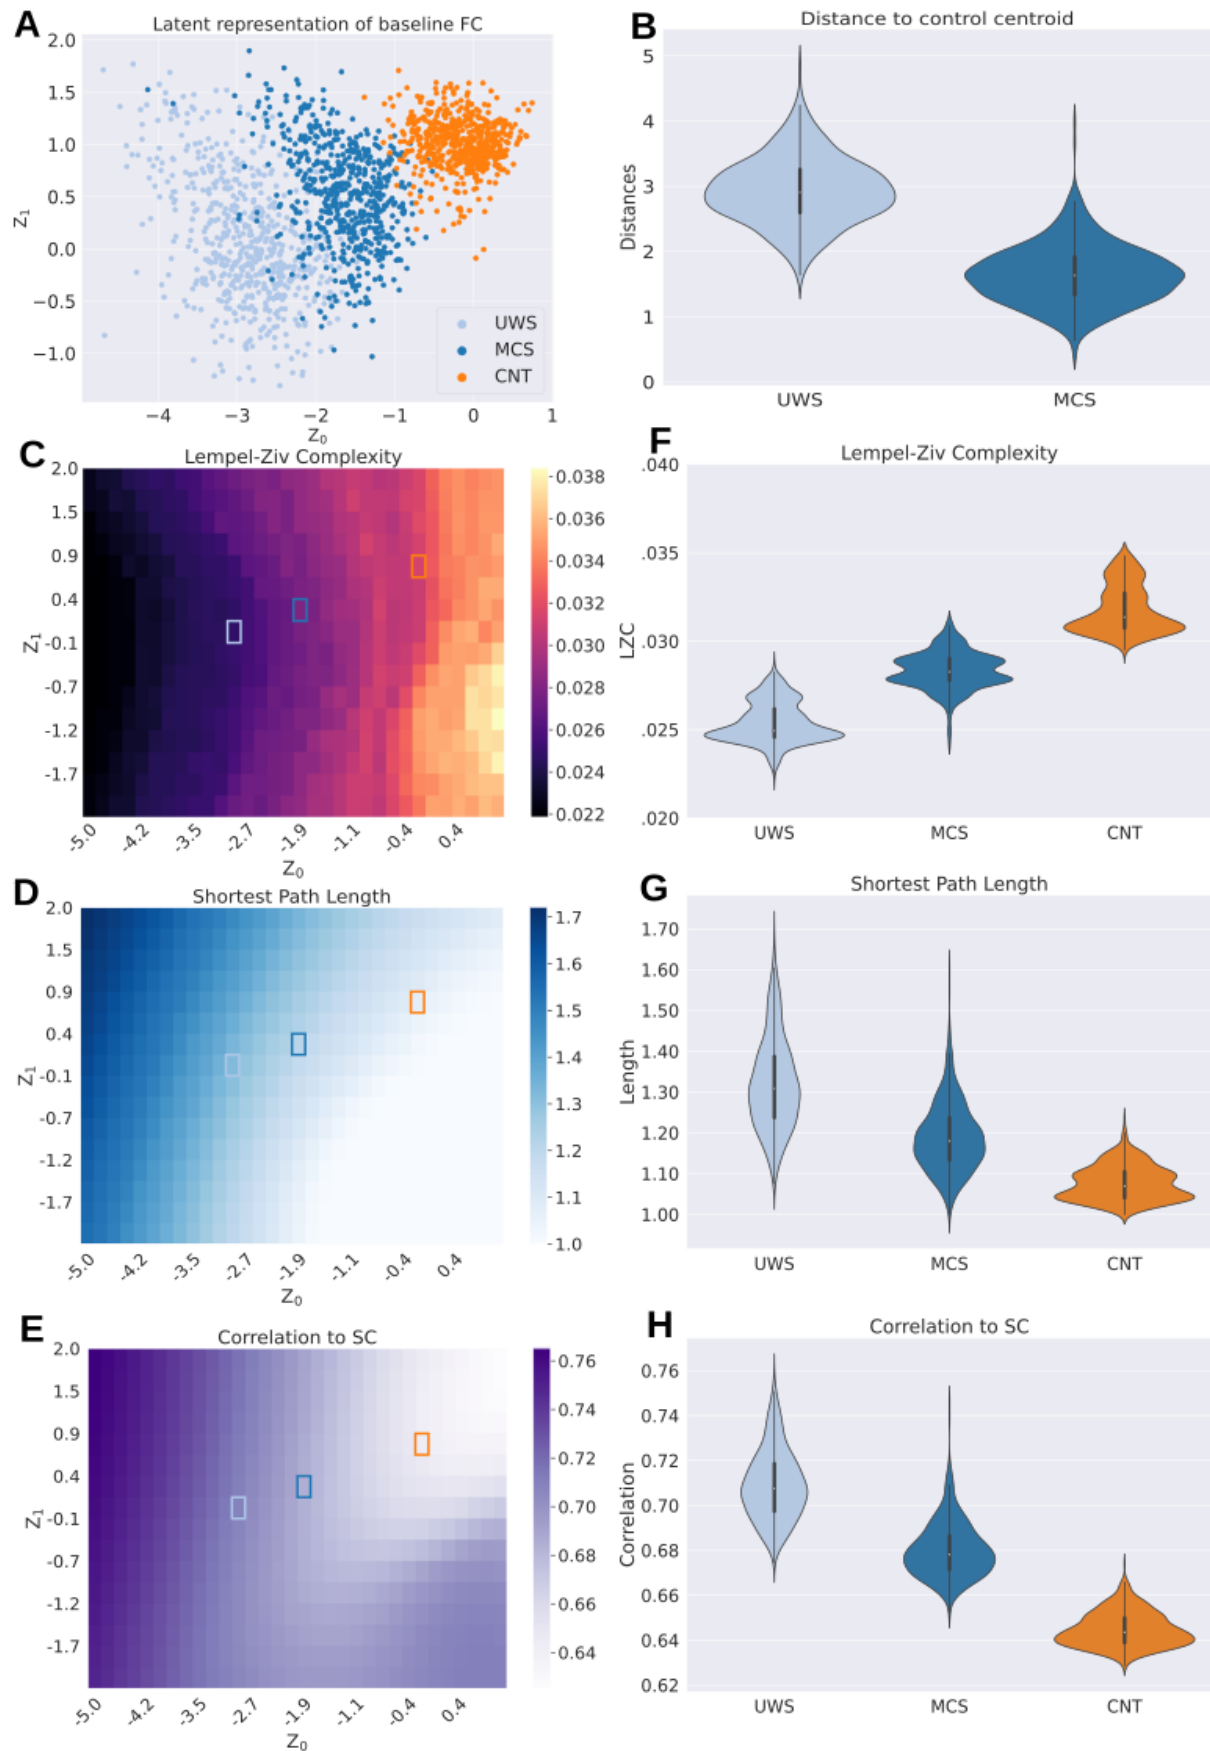 A
Latent representation of baseline FC
2.0
1.5
1.0
0.5
0.0
−0.5
−1.0
Z1
−4
−3
−2
−1
0
1
Z0
UWS
MCS
CNT
B
Distance to control centroid
5
4
3
2
1
0
Distances
UWS
MCS
C
Lempel-Ziv Complexity
2.0
1.5
0.9
0.4
-0.1
-0.7
-1.2
-1.7
Z1
-5.0
-4.2
-3.5
-2.7
-1.9
-1.1
-0.4
0.4
Z0
0.038
0.036
0.034
0.032
0.030
0.028
0.026
0.024
0.022
F
Lempel-Ziv Complexity
.040
.035
.030
.025
.020
LZC
UWS
MCS
CNT
D
Shortest Path Length
2.0
1.5
0.9
0.4
-0.1
-0.7
-1.2
-1.7
Z1
-5.0
-4.2
-3.5
-2.7
-1.9
-1.1
-0.4
0.4
Z0
1.7
1.6
1.5
1.4
1.3
1.2
1.1
1.0
G
Shortest Path Length
1.70
1.60
1.50
1.40
1.30
1.20
1.10
1.00
Length
UWS
MCS
CNT
E
Correlation to SC
2.0
1.5
0.9
0.4
-0.1
-0.7
-1.2
-1.7
Z1
-5.0
-4.2
-3.5
-2.7
-1.9
-1.1
-0.4
0.4
Z0
0.76
0.74
0.72
0.70
0.68
0.66
0.64
H
Correlation to SC
0.76
0.74
0.72
0.70
0.68
0.66
0.64
0.62
Correlation
UWS
MCS
CNT